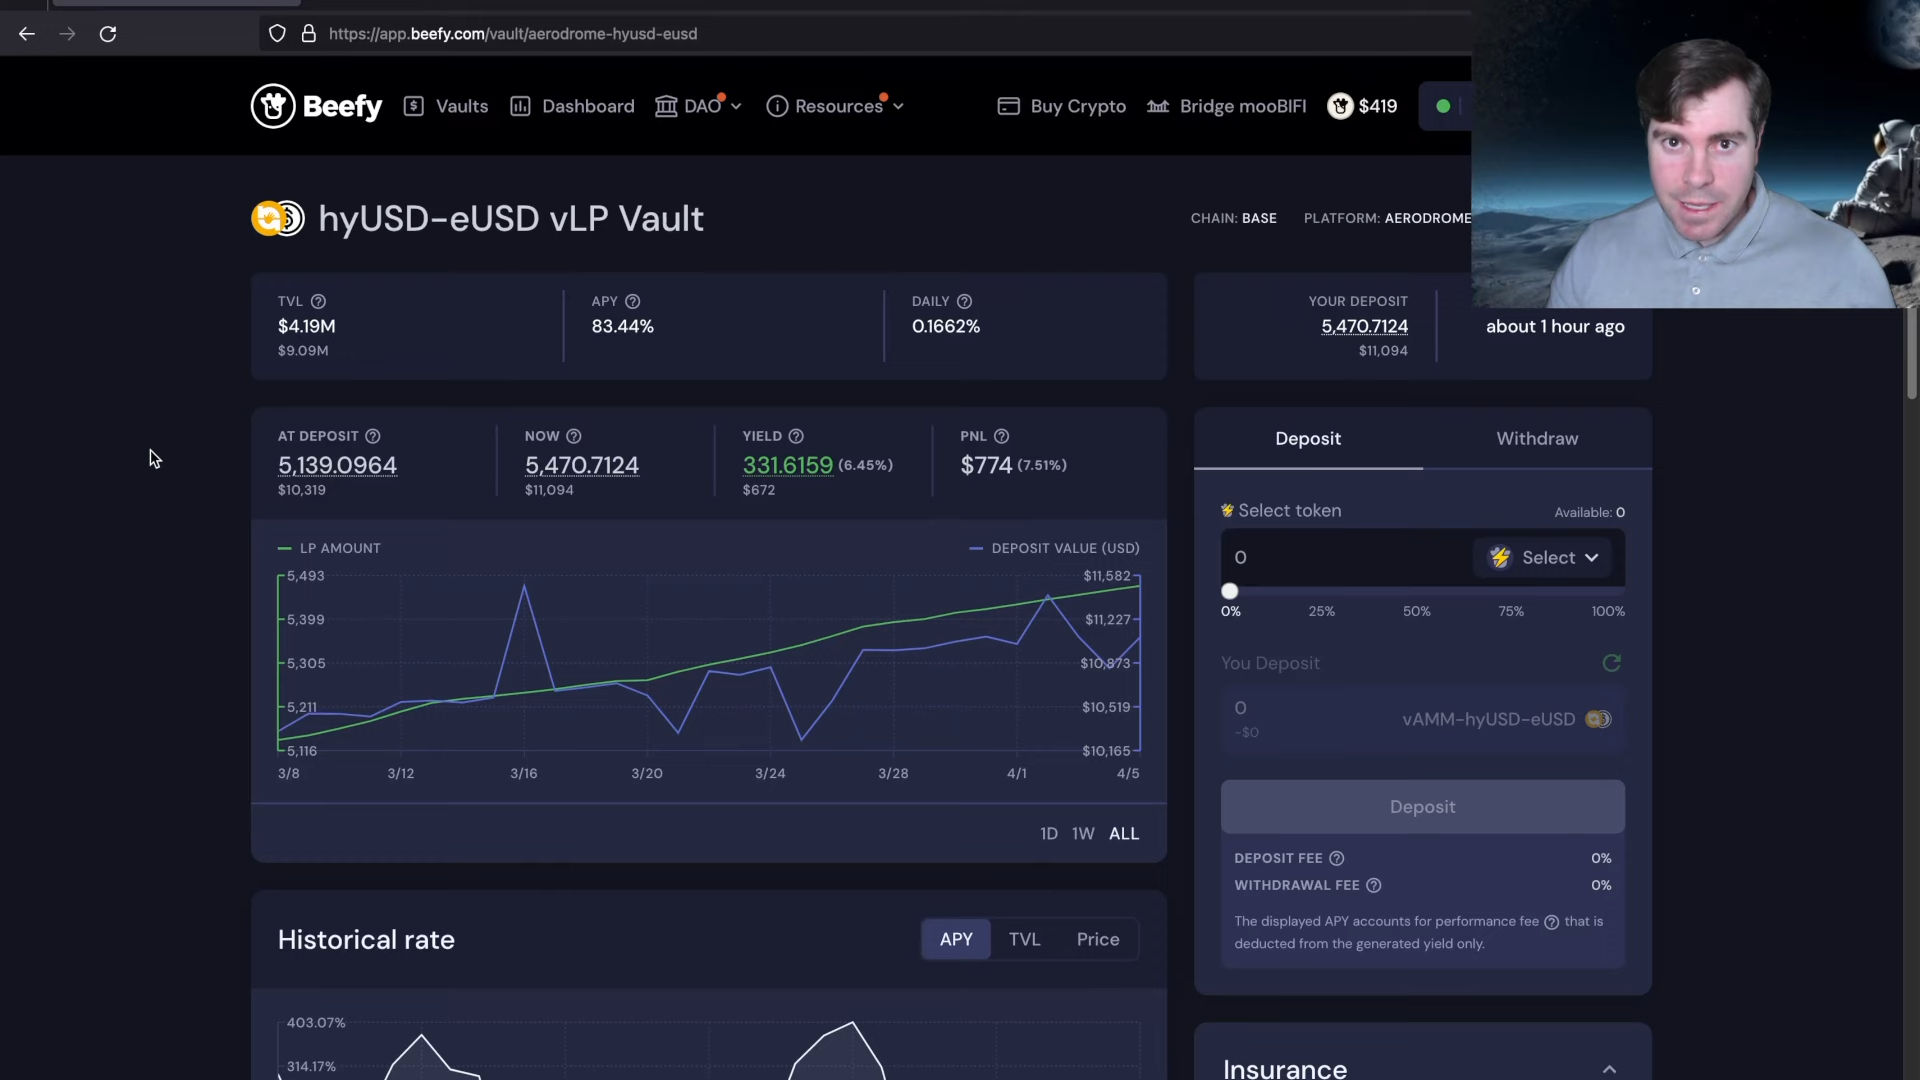 https://app.beefy.com/vault/aerodrome-hyusd-eusd
Beefy
Vaults
Dashboard
DAO
Resources
Buy Crypto
Bridge mooBIFI
$419
hyUSD-eUSD vLP Vault
CHAIN: BASE
PLATFORM: AERODROME
TVL
$4.19M
$9.09M
APY
83.44%
DAILY
0.1662%
YOUR DEPOSIT
5,470.7124
$11,094
about 1 hour ago
AT DEPOSIT
5,139.0964
$10,319
NOW
5,470.7124
$11,094
YIELD
331.6159 (6.45%)
$672
PNL
$774 (7.51%)
LP AMOUNT
DEPOSIT VALUE (USD)
5,493
5,399
5,305
5,211
5,116
$11,582
$11,227
$10,873
$10,519
$10,165
3/8
3/12
3/16
3/20
3/24
3/28
4/1
4/5
1D
1W
ALL
Historical rate
APY
TVL
Price
403.07%
314.17%
Deposit
Withdraw
Select token
Available: 0
0
Select
0%
25%
50%
75%
100%
You Deposit
0
~$0
vAMM-hyUSD-eUSD
Deposit
DEPOSIT FEE
0%
WITHDRAWAL FEE
0%
The displayed APY accounts for performance fee that is
deducted from the generated yield only.
Insurance